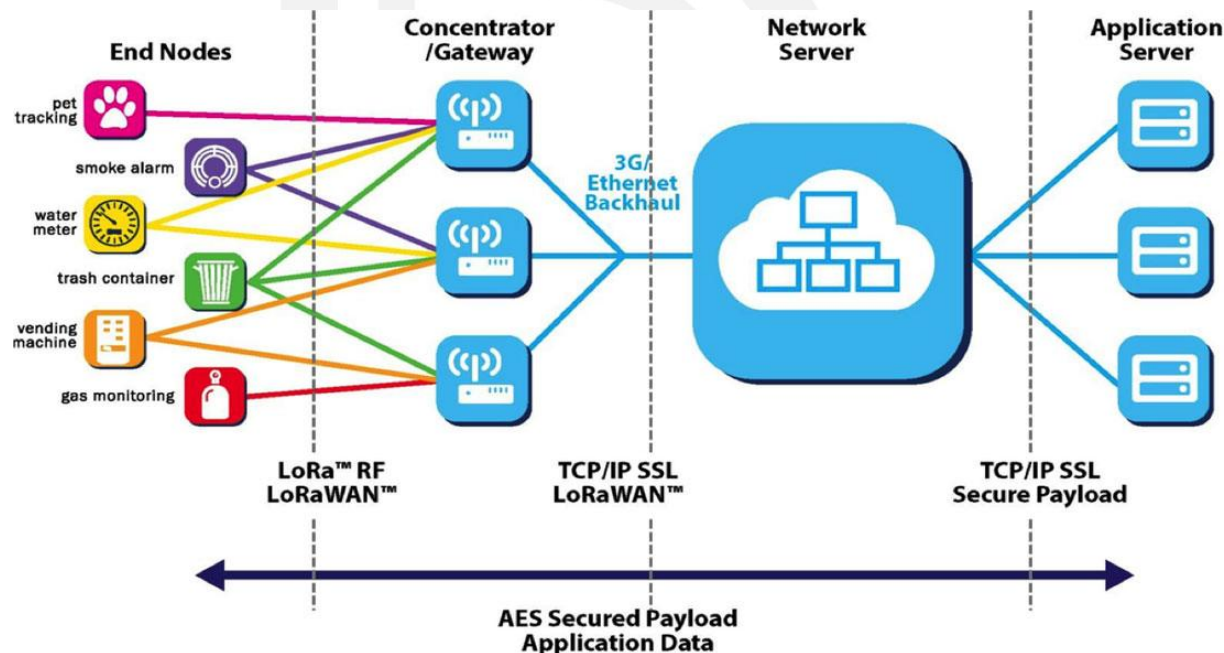 End Nodes
Concentrator
/Gateway
Network
Server
Application
Server
pet
tracking
smoke alarm
water
meter
trash container
vending
machine
gas monitoring
3G/
Ethernet
Backhaul
LoRa™ RF
LoRaWAN™
TCP/IP SSL
LoRaWAN™
TCP/IP SSL
Secure Payload
AES Secured Payload
Application Data